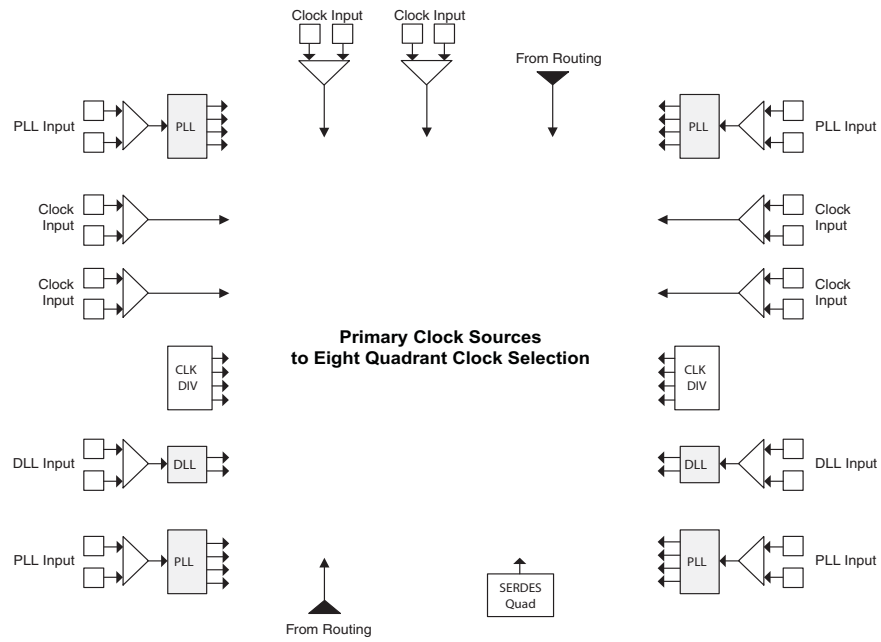 Clock Input
Clock Input
From Routing
PLL Input
PLL
PLL
PLL Input
Clock
Input
Clock
Input
Clock
Input
Clock
Input
Primary Clock Sources
to Eight Quadrant Clock Selection
CLK
DIV
CLK
DIV
DLL Input
DLL
DLL
DLL Input
PLL Input
PLL
PLL
PLL Input
SERDES
Quad
From Routing